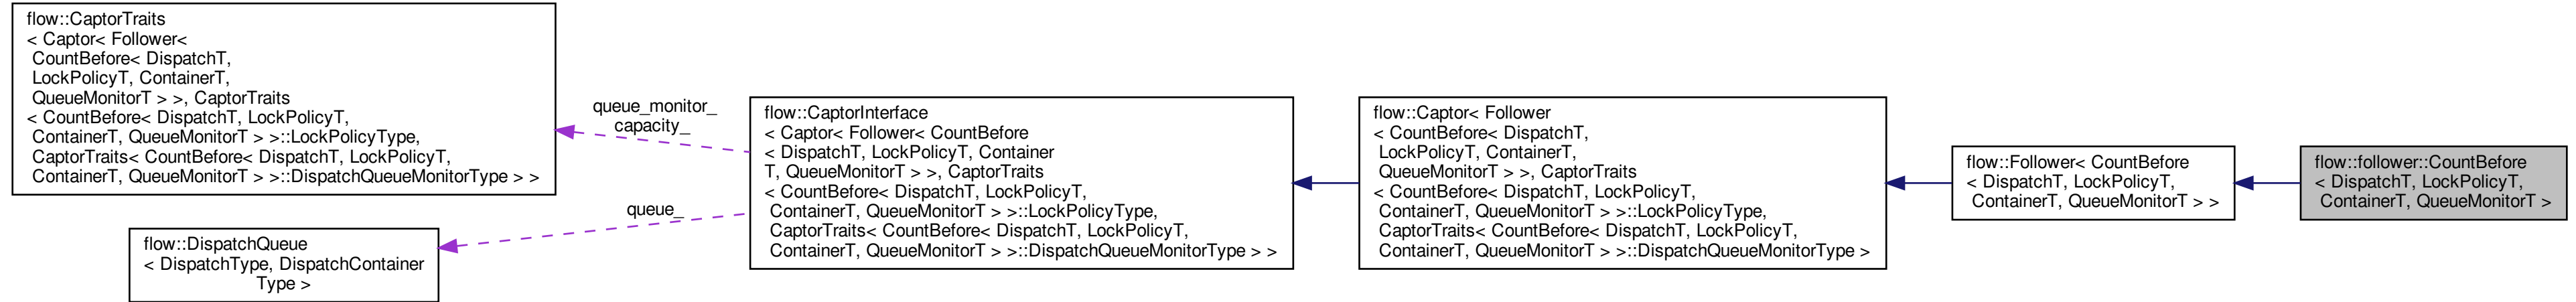 flow::CaptorTraits
< Captor< Follower<
CountBefore< DispatchT,
LockPolicyT, ContainerT,
QueueMonitorT > >, CaptorTraits
< CountBefore< DispatchT, LockPolicyT,
ContainerT, QueueMonitorT > >::LockPolicyType,
CaptorTraits< CountBefore< DispatchT, LockPolicyT,
ContainerT, QueueMonitorT > >::DispatchQueueMonitorType > >
flow::DispatchQueue
< DispatchType, DispatchContainer
Type >
queue_monitor_
capacity_
queue_
flow::CaptorInterface
< Captor< Follower< CountBefore
< DispatchT, LockPolicyT, Container
T, QueueMonitorT > >, CaptorTraits
< CountBefore< DispatchT, LockPolicyT,
ContainerT, QueueMonitorT > >::LockPolicyType,
CaptorTraits< CountBefore< DispatchT, LockPolicyT,
ContainerT, QueueMonitorT > >::DispatchQueueMonitorType > >
flow::Captor< Follower
< CountBefore< DispatchT,
LockPolicyT, ContainerT,
QueueMonitorT > >, CaptorTraits
< CountBefore< DispatchT, LockPolicyT,
ContainerT, QueueMonitorT > >::LockPolicyType,
CaptorTraits< CountBefore< DispatchT, LockPolicyT,
ContainerT, QueueMonitorT > >::DispatchQueueMonitorType >
flow::Follower< CountBefore
< DispatchT, LockPolicyT,
ContainerT, QueueMonitorT > >
flow::follower::CountBefore
< DispatchT, LockPolicyT,
ContainerT, QueueMonitorT >